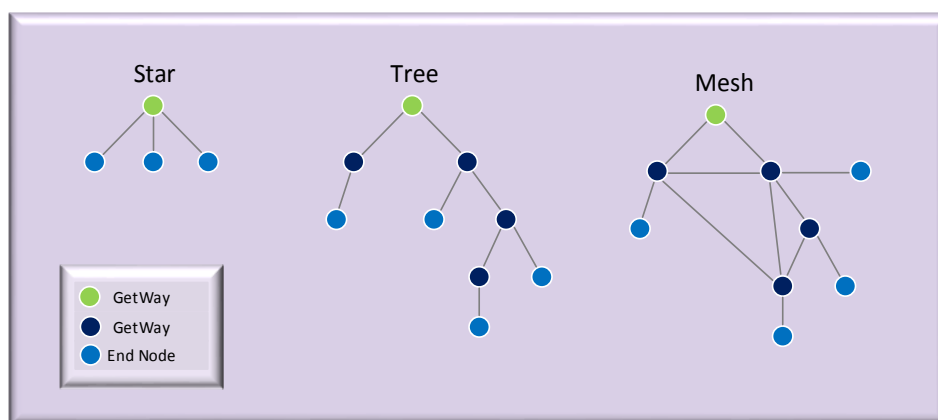 Star
Tree
Mesh
GetWay
GetWay
End Node